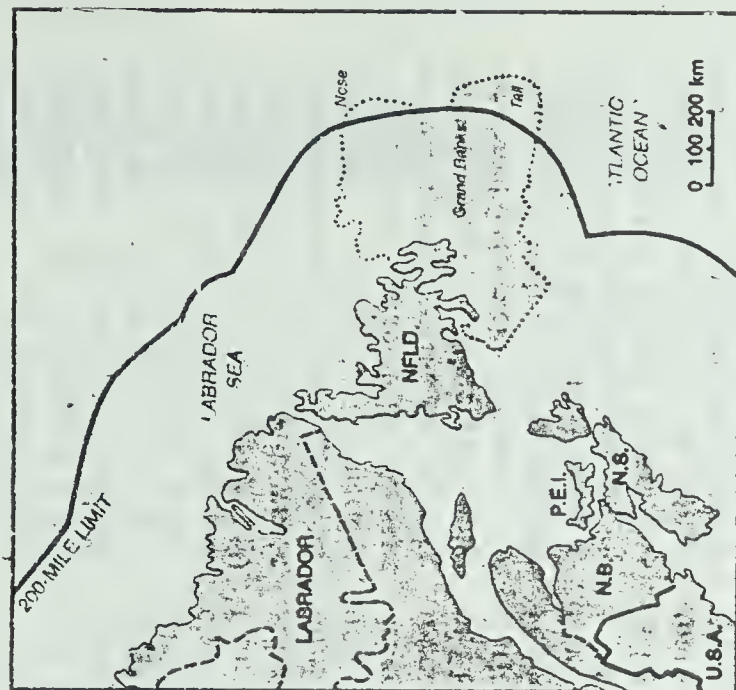 200-MILE LIMIT
LABRADOR
SEA
LABRADOR
NFLD
Nose
Grand Banks
Tail
ATLANTIC
OCEAN
0 100 200 km
P.E.I.
N.S.
N.B.
U.S.A.